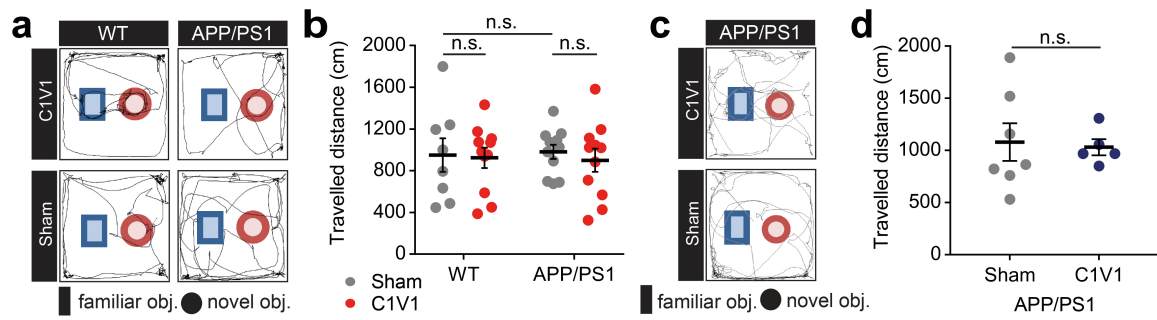 a
WT
APP/PS1
C1V1
Sham
familiar obj.
novel obj.
b
n.s.
n.s.
n.s.
Travelled distance (cm)
2000
1600
1200
800
400
0
WT
APP/PS1
Sham
C1V1
c
APP/PS1
C1V1
Sham
familiar obj.
novel obj.
d
n.s.
Travelled distance (cm)
2000
1500
1000
500
0
Sham
C1V1
APP/PS1